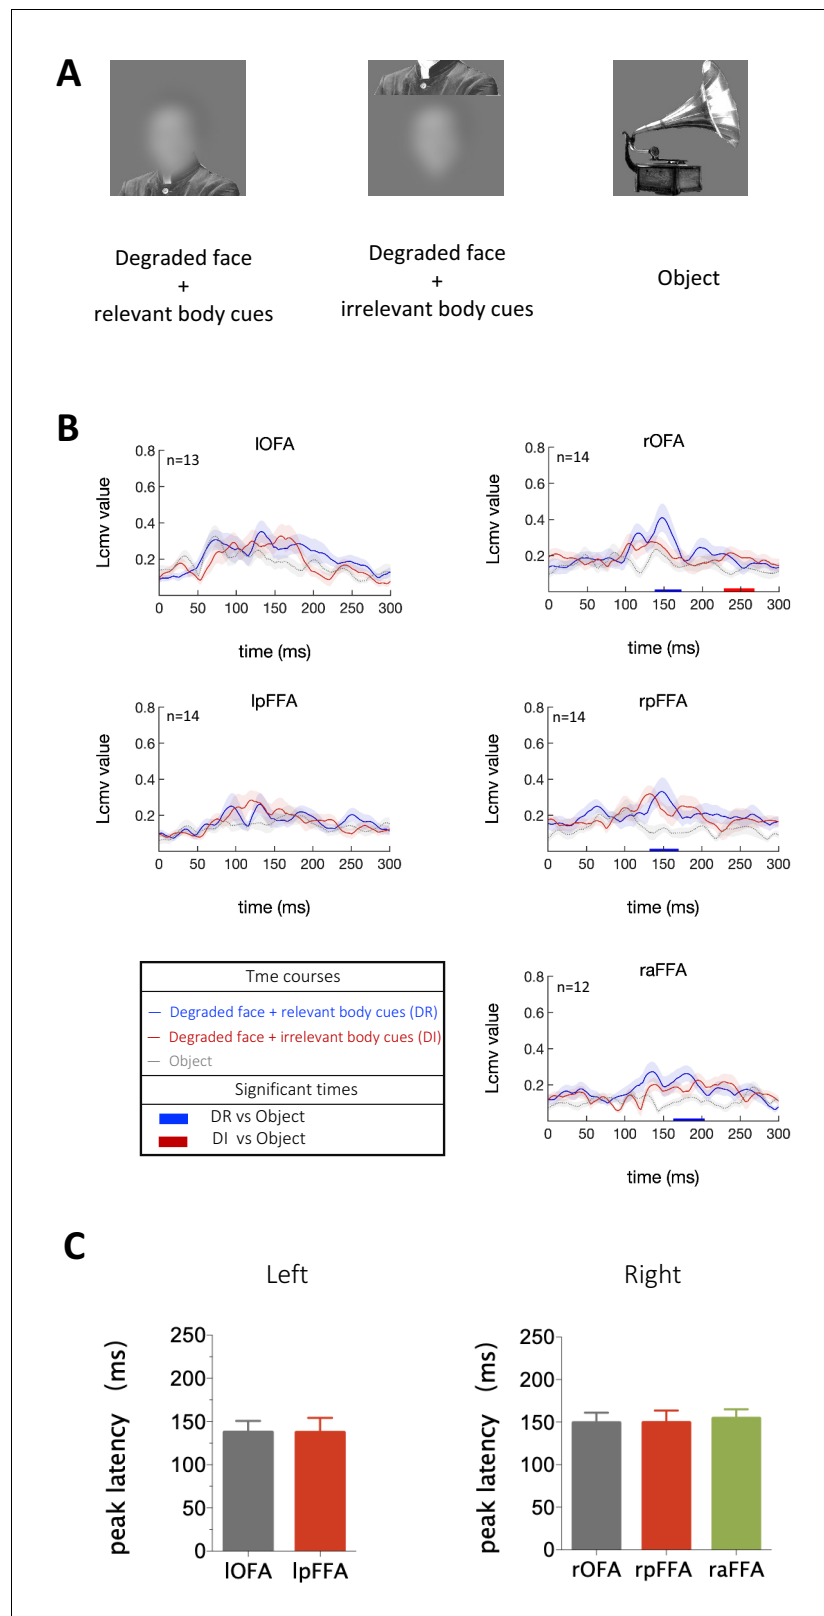 A
Degraded face
+
relevant body cues
Degraded face
+
irrelevant body cues
Object
B
lOFA
n=13
Lcmv value
0.8
0.6
0.4
0.2
0 50 100 150 200 250 300
time (ms)
rOFA
n=14
Lcmv value
0.8
0.6
0.4
0.2
0 50 100 150 200 250 300
time (ms)
lpFFA
n=14
Lcmv value
0.8
0.6
0.4
0.2
0 50 100 150 200 250 300
time (ms)
rpFFA
n=14
Lcmv value
0.8
0.6
0.4
0.2
0 50 100 150 200 250 300
time (ms)
Tme courses
Degraded face + relevant body cues (DR)
Degraded face + irrelevant body cues (DI)
Object
Significant times
DR vs Object
DI vs Object
raFFA
n=12
Lcmv value
0.8
0.6
0.4
0.2
0 50 100 150 200 250 300
time (ms)
C
Left
peak latency (ms)
250
200
150
100
50
0
lOFA lpFFA
Right
peak latency (ms)
250
200
150
100
50
0
rOFA rpFFA raFFA